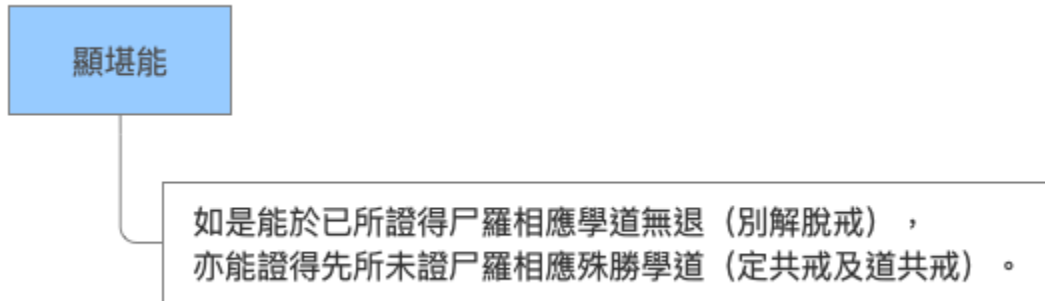 顯堪能
如是能於已所證得尸羅相應學道無退（別解脫戒），
亦能證得先所未證尸羅相應殊勝學道（定共戒及道共戒）。